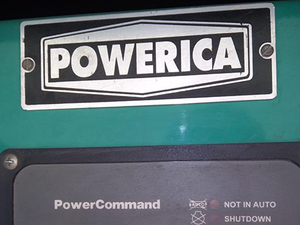 POWERICA
PowerCommand
NOT IN AUTO
SHUTDOWN